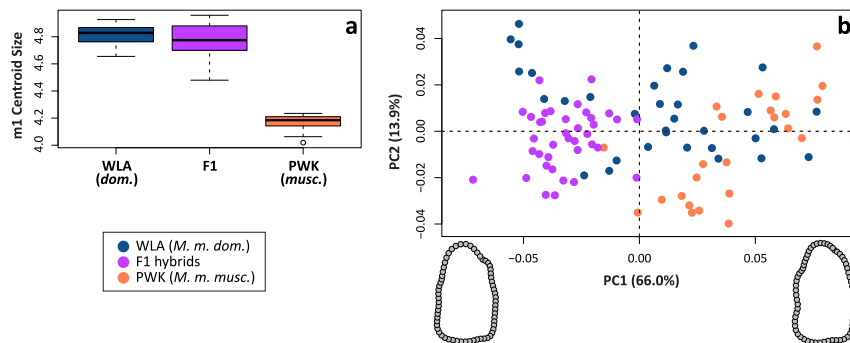 a
m1 Centroid Size
4.8
4.6
4.4
4.2
4.0
WLA
(dom.)
F1
PWK
(musc.)
WLA (M. m. dom.)
F1 hybrids
PWK (M. m. musc.)
b
PC2 (13.9%)
0.04
0.02
0.00
−0.02
−0.04
−0.05
0.00
0.05
PC1 (66.0%)